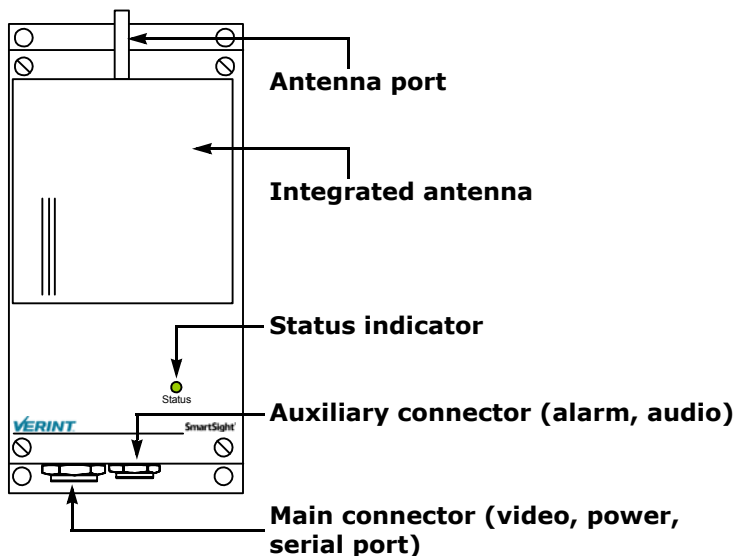 Antenna port
Integrated antenna
Status indicator
Status
VERINT
SmartSight
Auxiliary connector (alarm, audio)
Main connector (video, power,
serial port)